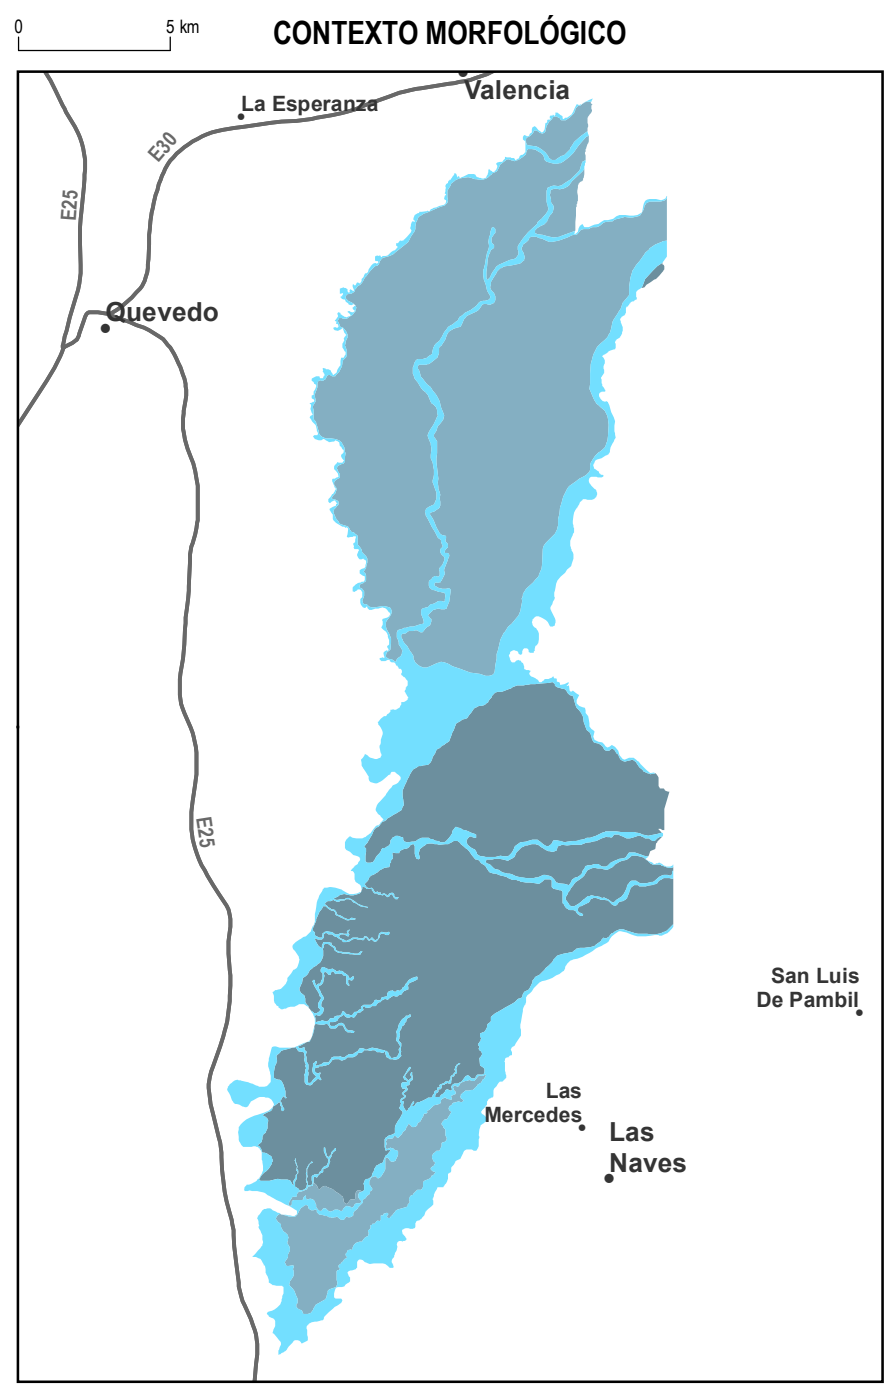 0 5 km
CONTEXTO MORFOLÓGICO
Valencia
La Esperanza
E30
E25
Quevedo
E25
San Luis
De Pambil
Las
Mercedes
Las
Naves